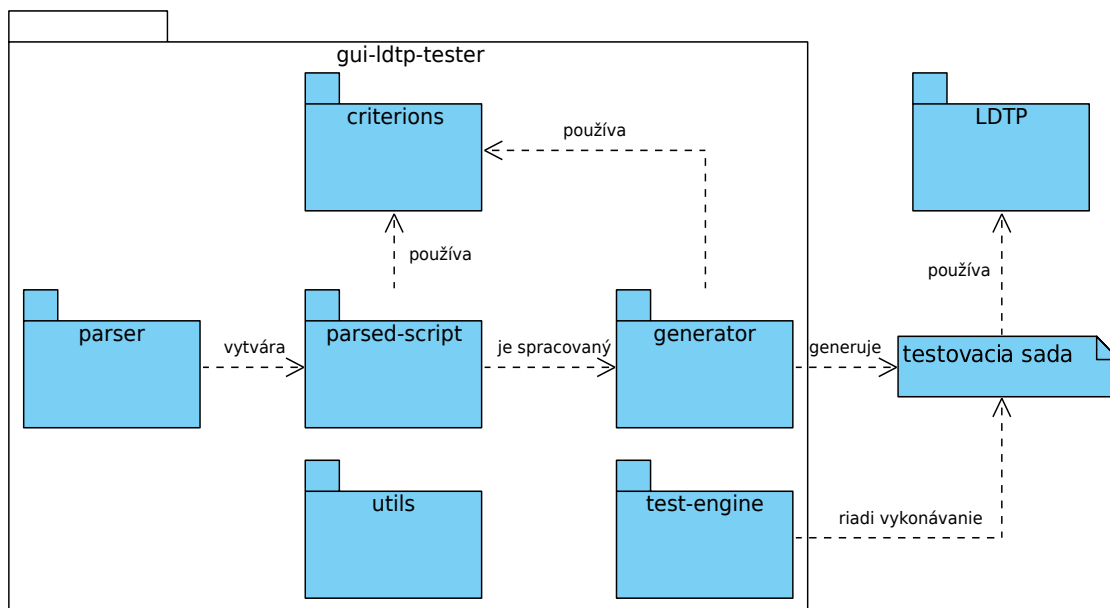 gui-ldtp-tester
criterions
LDTP
používa
používa
používa
parser
parsed-script
generator
vytvára
je spracovaný
generuje
testovacia sada
utils
test-engine
riadi vykonávanie